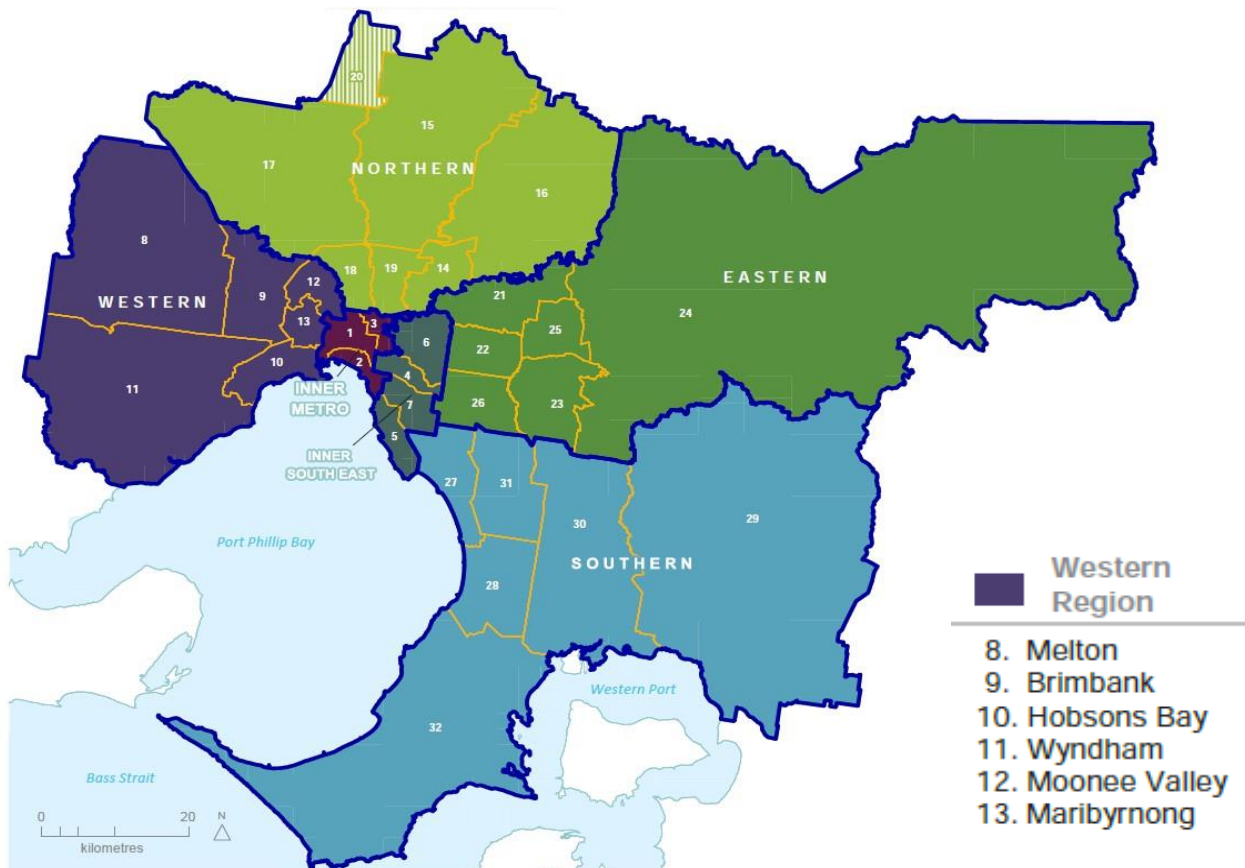 20
15
17
NORTHERN
16
8
18
19
14
12
9
WESTERN
13
21
EASTERN
24
25
1
3
6
22
2
10
4
11
INNER
METRO
26
23
7
5
INNER
SOUTH EAST
27
31
29
30
Port Phillip Bay
SOUTHERN
28
Western Port
32
Bass Strait
0
20
N
kilometres
Western
Region
8. Melton
9. Brimbank
10. Hobsons Bay
11. Wyndham
12. Moonee Valley
13. Maribyrnong